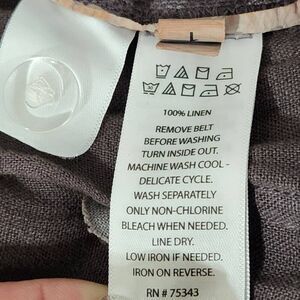 L
100% LINEN
REMOVE BELT
BEFORE WASHING
TURN INSIDE OUT.
MACHINE WASH COOL -
DELICATE CYCLE.
WASH SEPARATELY
ONLY NON-CHLORINE
BLEACH WHEN NEEDED.
LINE DRY.
LOW IRON IF NEEDED.
IRON ON REVERSE.
RN # 75343